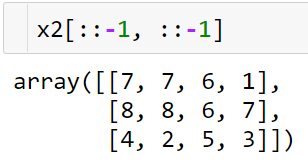 x2[::-1, ::-1]
array([[7, 7, 6, 1],
       [8, 8, 6, 7],
       [4, 2, 5, 3]])